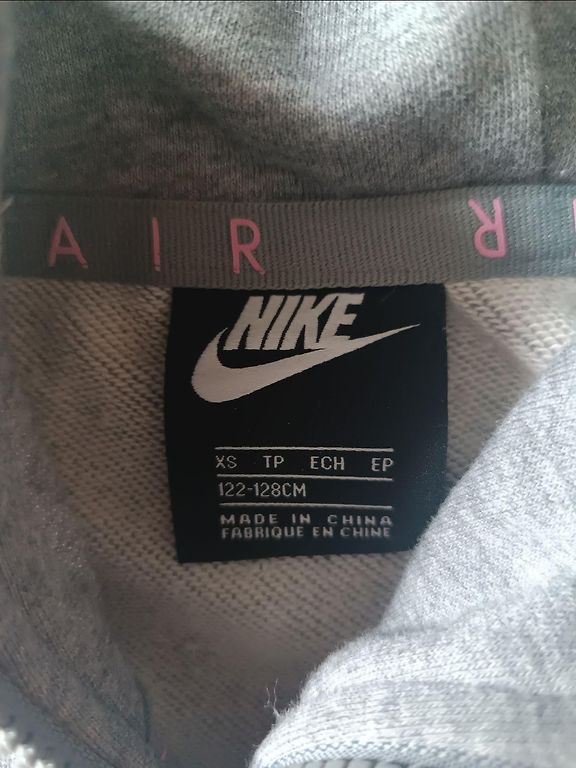 AIR
NIKE
XS TP ECH EP
122-128CM
MADE IN CHINA
FABRIQUE EN CHINE